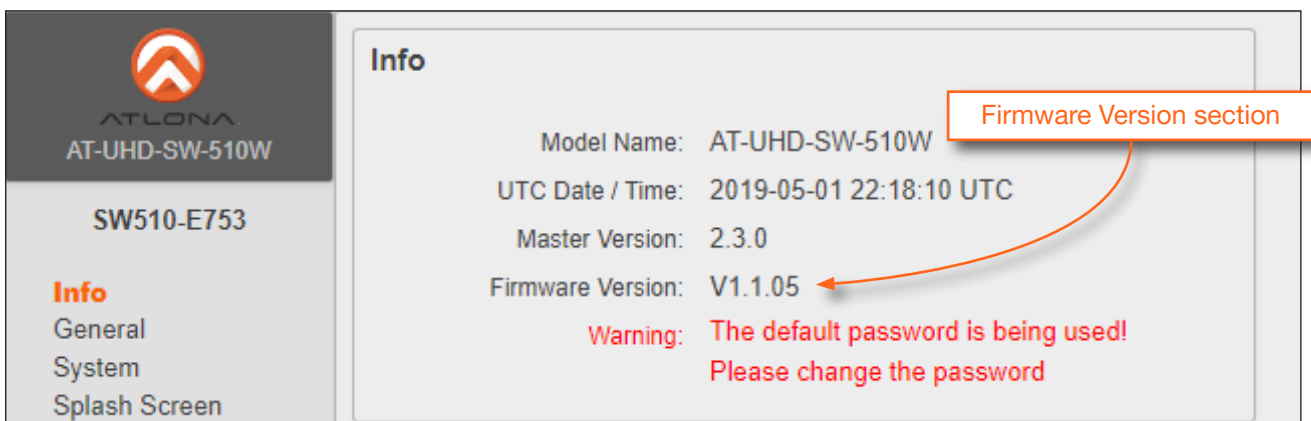 ATLONA
AT-UHD-SW-510W
SW510-E753
Info
General
System
Splash Screen
Info
Firmware Version section
Model Name: AT-UHD-SW-510W
UTC Date / Time: 2019-05-01 22:18:10 UTC
Master Version: 2.3.0
Firmware Version: V1.1.05
Warning: The default password is being used!
Please change the password